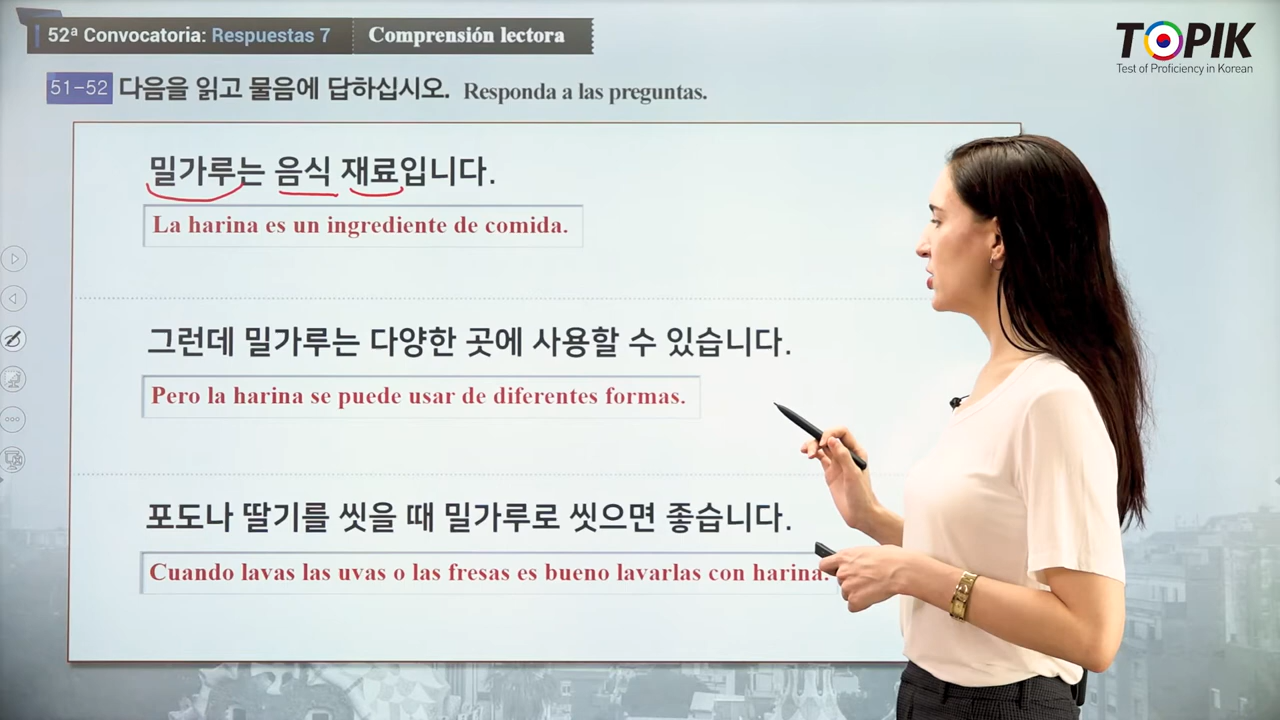 52ª Convocatoria: Respuestas 7 Comprensión lectora
TOPIK
Test of Proficiency in Korean
51-52 다음을 읽고 물음에 답하십시오. Responda a las preguntas.
밀가루는 음식 재료입니다.
La harina es un ingrediente de comida.
그런데 밀가루는 다양한 곳에 사용할 수 있습니다.
Pero la harina se puede usar de diferentes formas.
포도나 딸기를 씻을 때 밀가루로 씻으면 좋습니다.
Cuando lavas las uvas o las fresas es bueno lavarlas con harina.